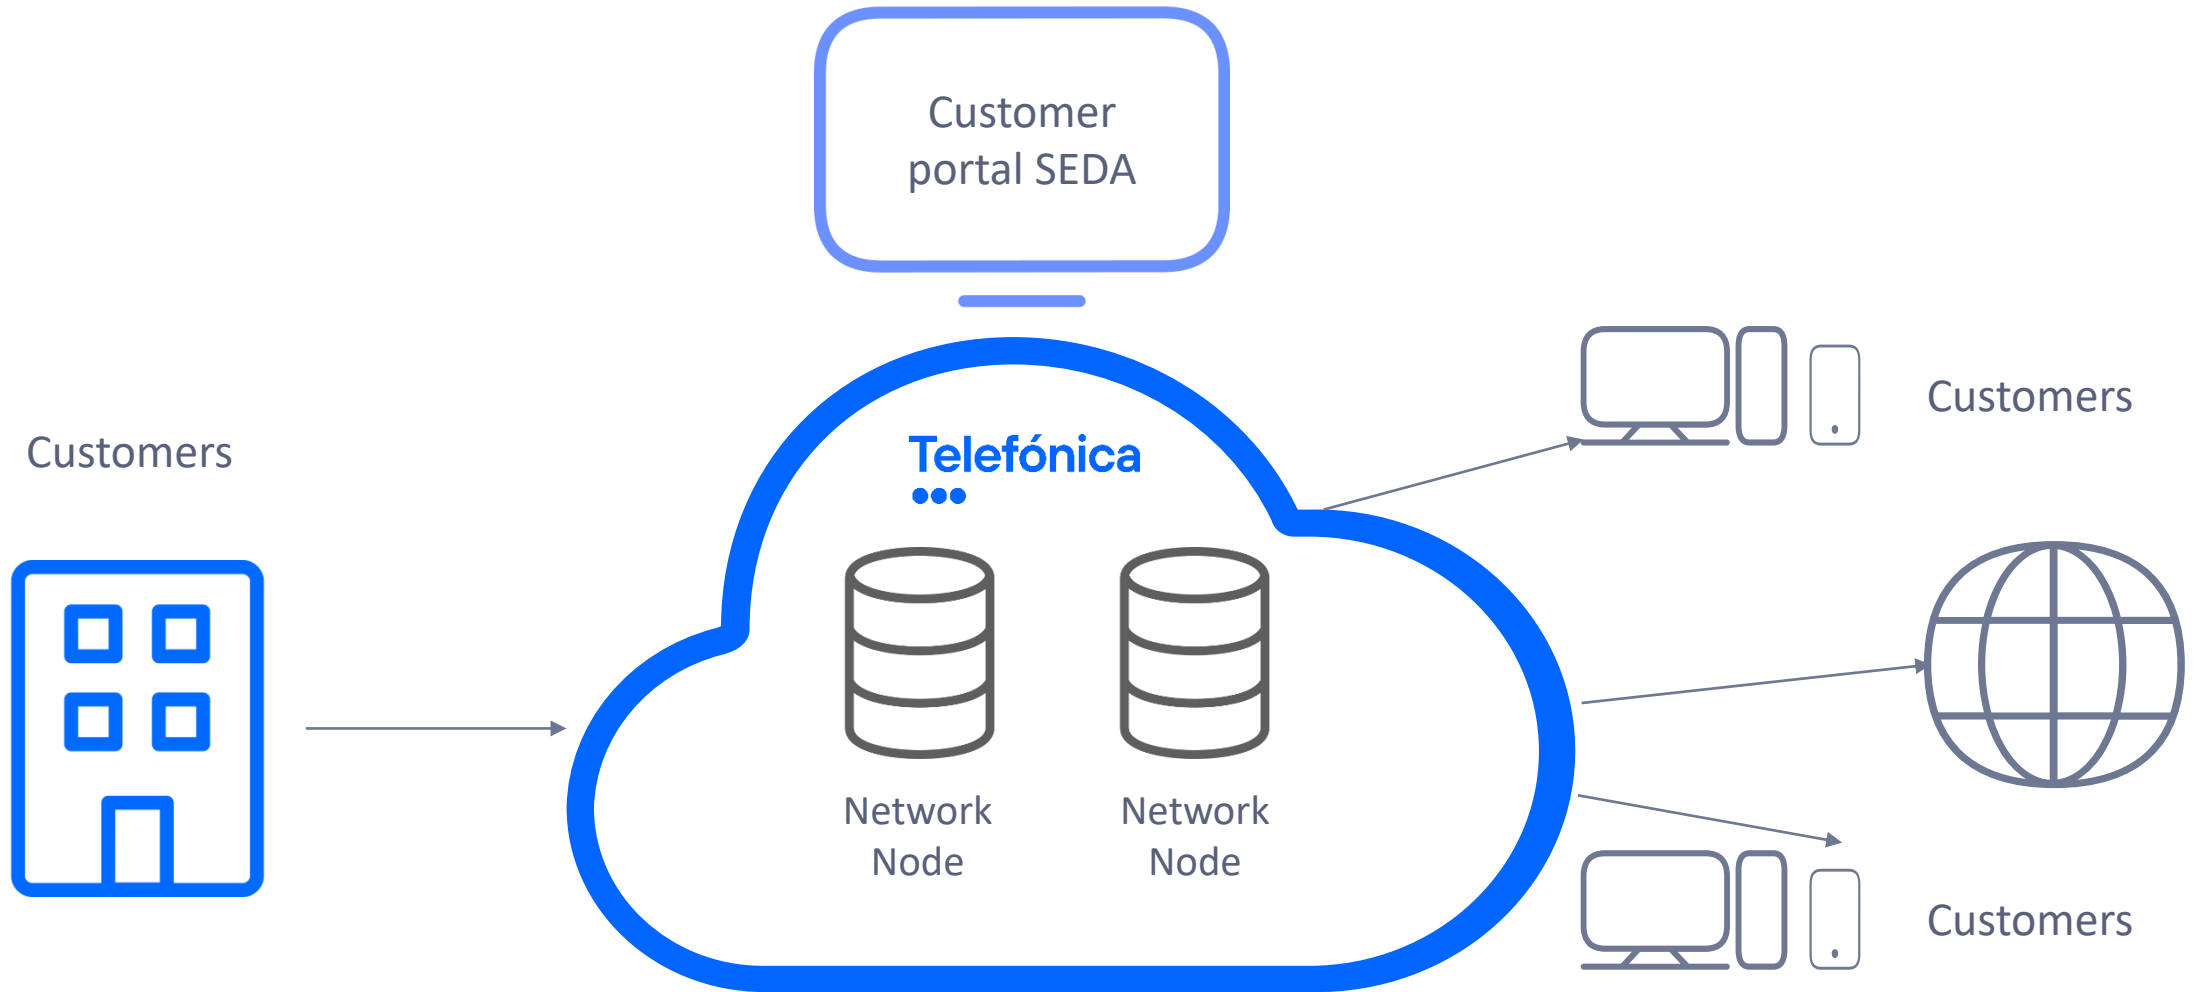 Customer
portal SEDA
Customers
Telefónica
Customers
Network
Node
Network
Node
Customers